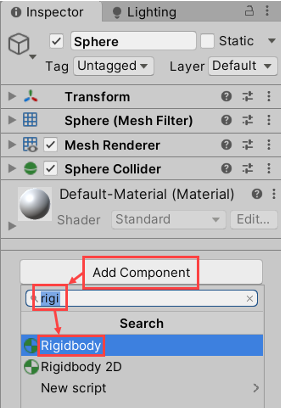 Inspector Lighting
Sphere Static
Tag Untagged Layer Default
Transform
Sphere (Mesh Filter)
Mesh Renderer
Sphere Collider
Default-Material (Material)
Shader Standard Edit...
Add Component
rigi
Search
Rigidbody
Rigidbody 2D
New script